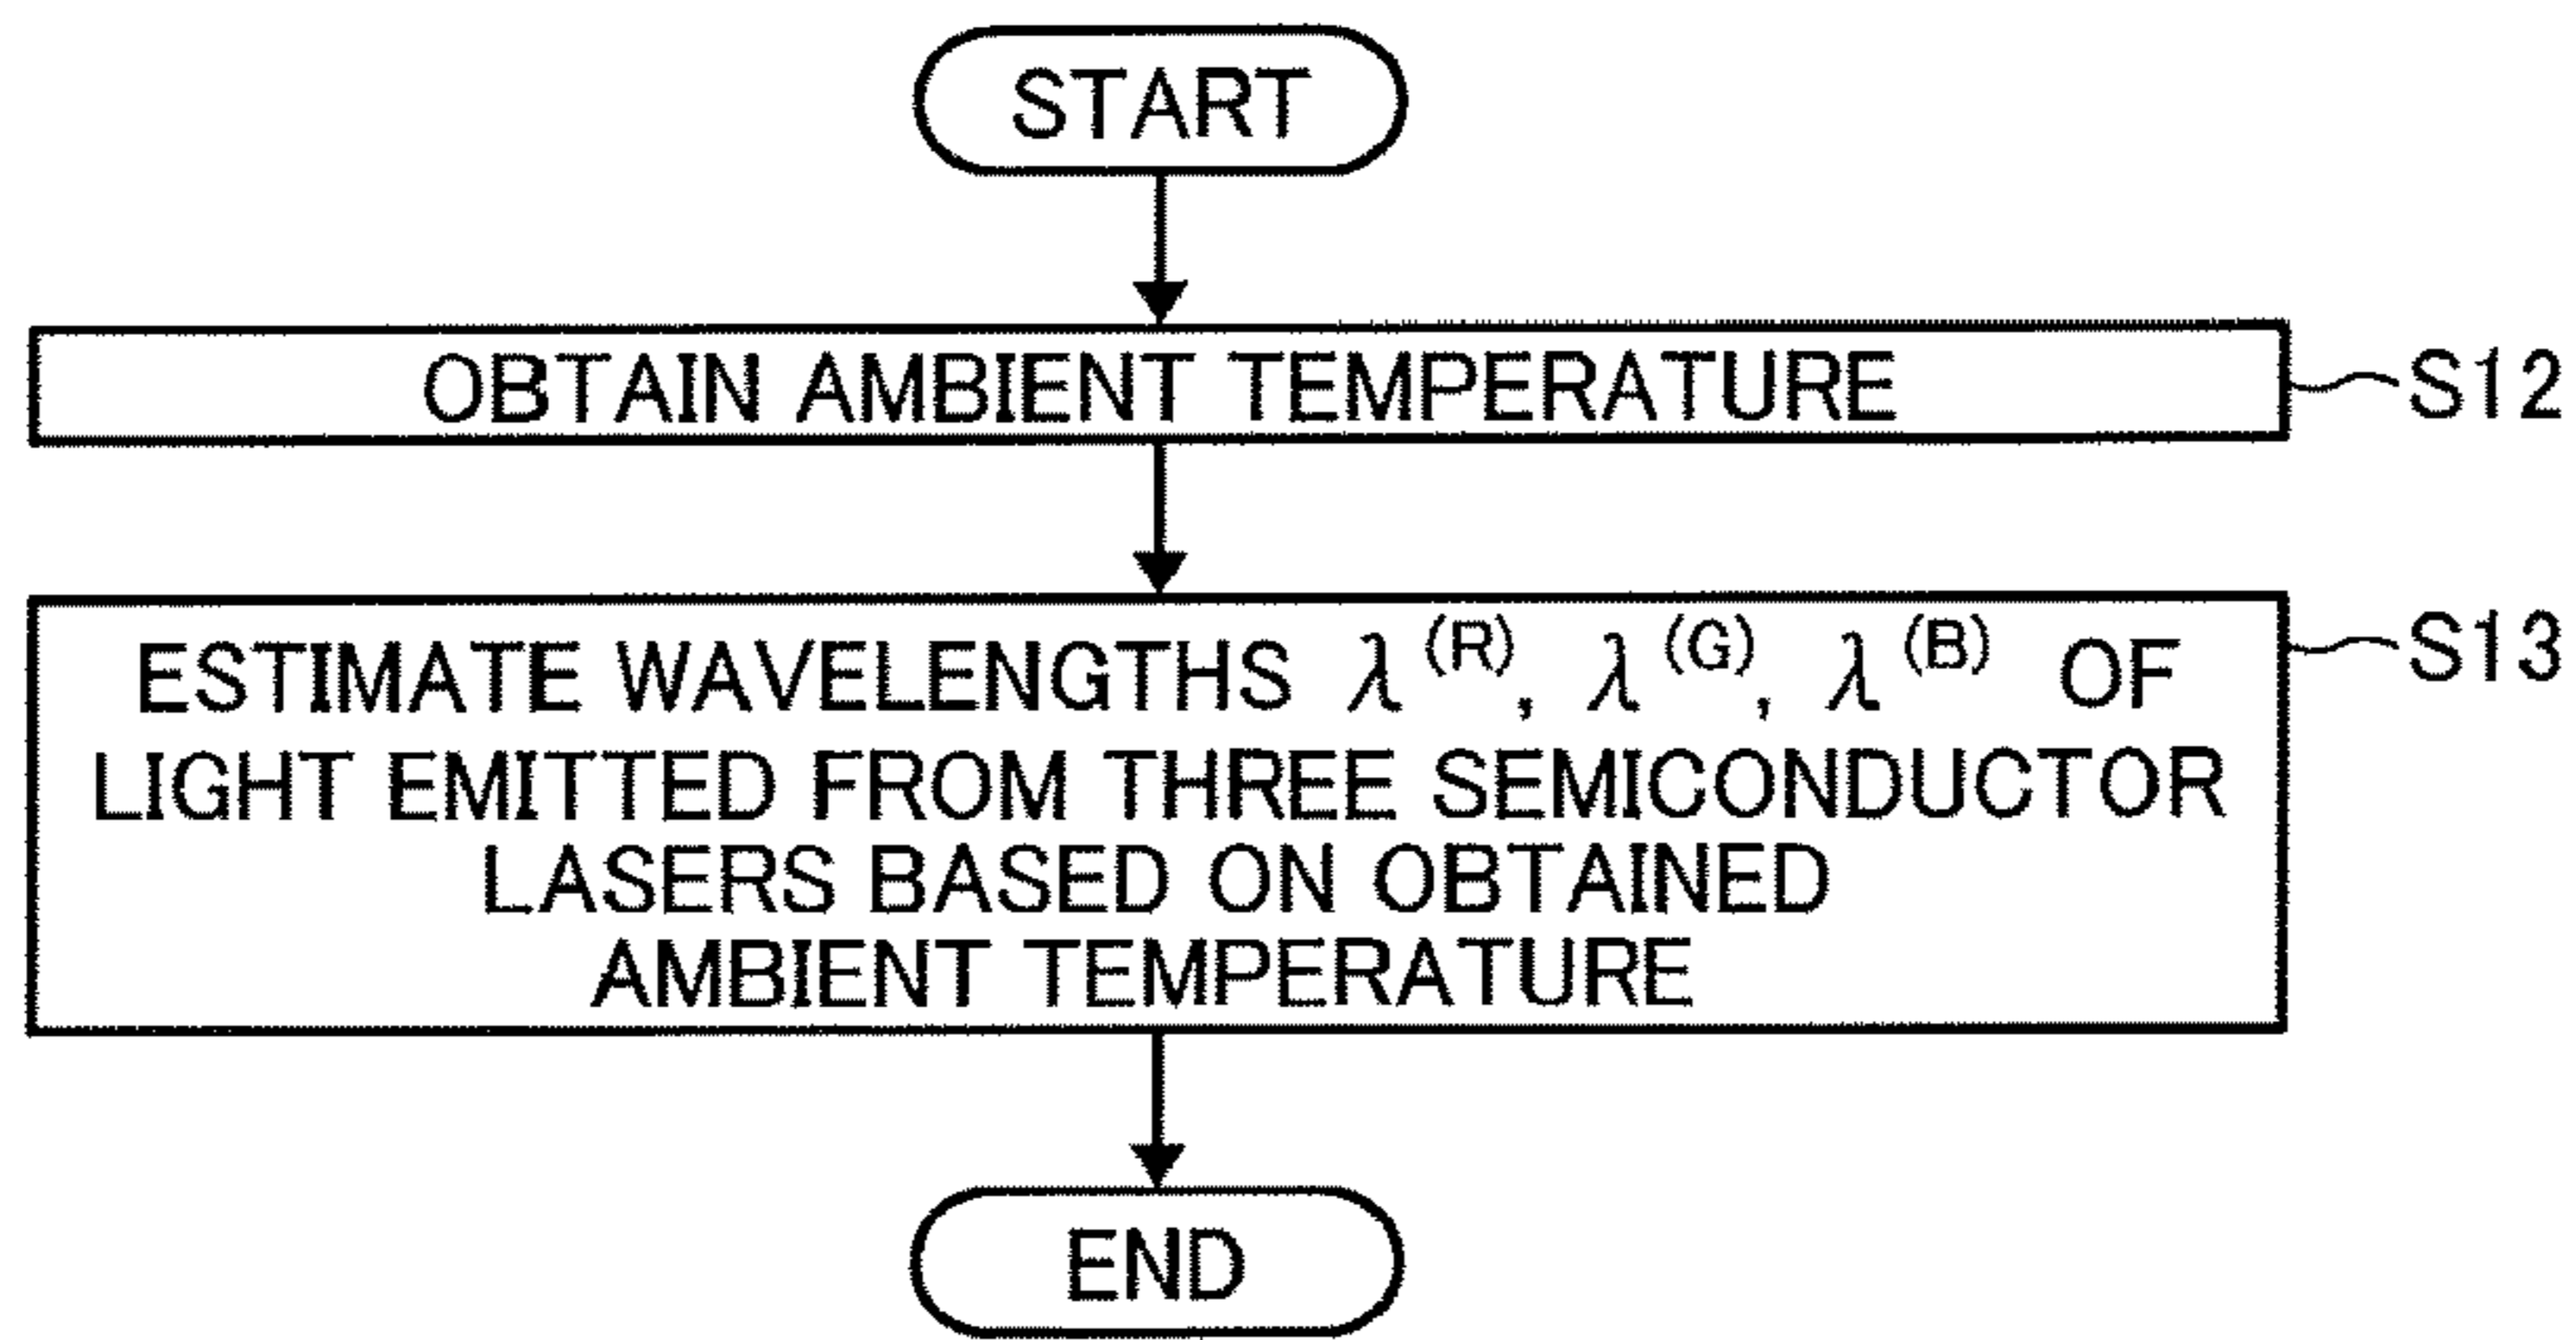 START
OBTAIN AMBIENT TEMPERATURE
S12
ESTIMATE WAVELENGTHS λ(R), λ(G), λ(B) OF
S13
LIGHT EMITTED FROM THREE SEMICONDUCTOR
LASERS BASED ON OBTAINED
AMBIENT TEMPERATURE
END